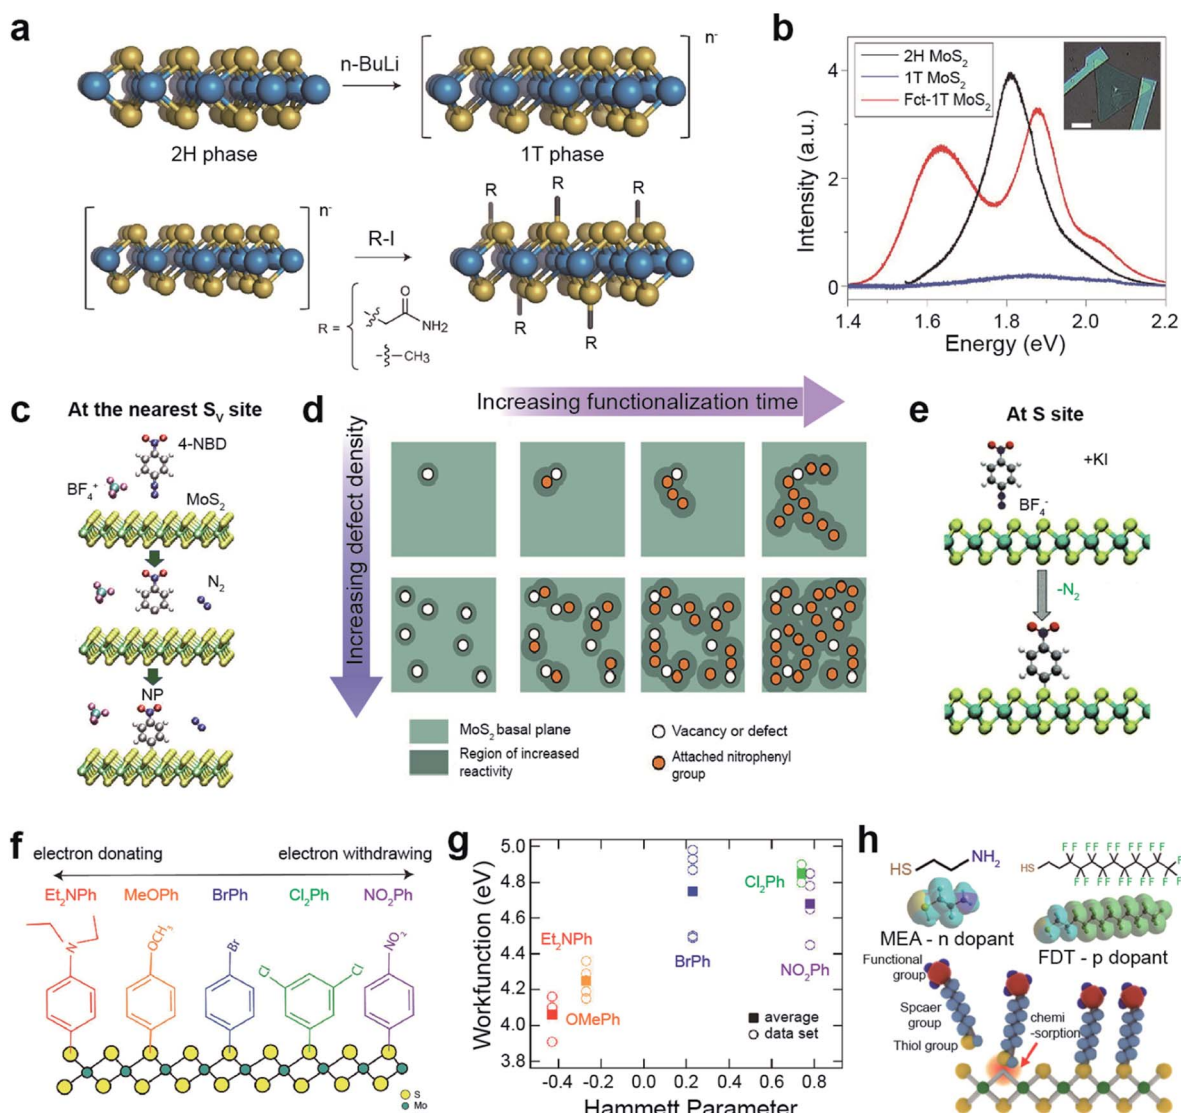 a
n-BuLi
n-
2H phase
1T phase
n-
R-I
R =
O
NH2
CH3
R
R
R
R
R
b
2H MoS2
1T MoS2
Fct-1T MoS2
Intensity (a.u.)
4
2
0
1.4 1.6 1.8 2.0 2.2
Energy (eV)
c
At the nearest Sv site
4-NBD
BF4+
MoS2
N2
NP
d
Increasing functionalization time
Increasing defect density
MoS2 basal plane
Region of increased
reactivity
Vacancy or defect
Attached nitrophenyl
group
e
At S site
+KI
BF4-
-N2
f
electron donating
electron withdrawing
Et2NPh MeOPh BrPh Cl2Ph NO2Ph
N
OCH3
Br
Cl
Cl
NO2
S
Mo
g
Workfunction (eV)
5.0
4.8
4.6
4.4
4.2
4.0
3.8
Et2NPh
OMePh
BrPh
Cl2Ph
NO2Ph
average
data set
-0.4 -0.2 0.0 0.2 0.4 0.6 0.8
Hammett Parameter
h
HS NH2
HS
F F F F F F F F F F
F F F F F F F F F F
F
MEA - n dopant
FDT - p dopant
Functional
group
Spcaer
group
Thiol group
chemi
-sorption